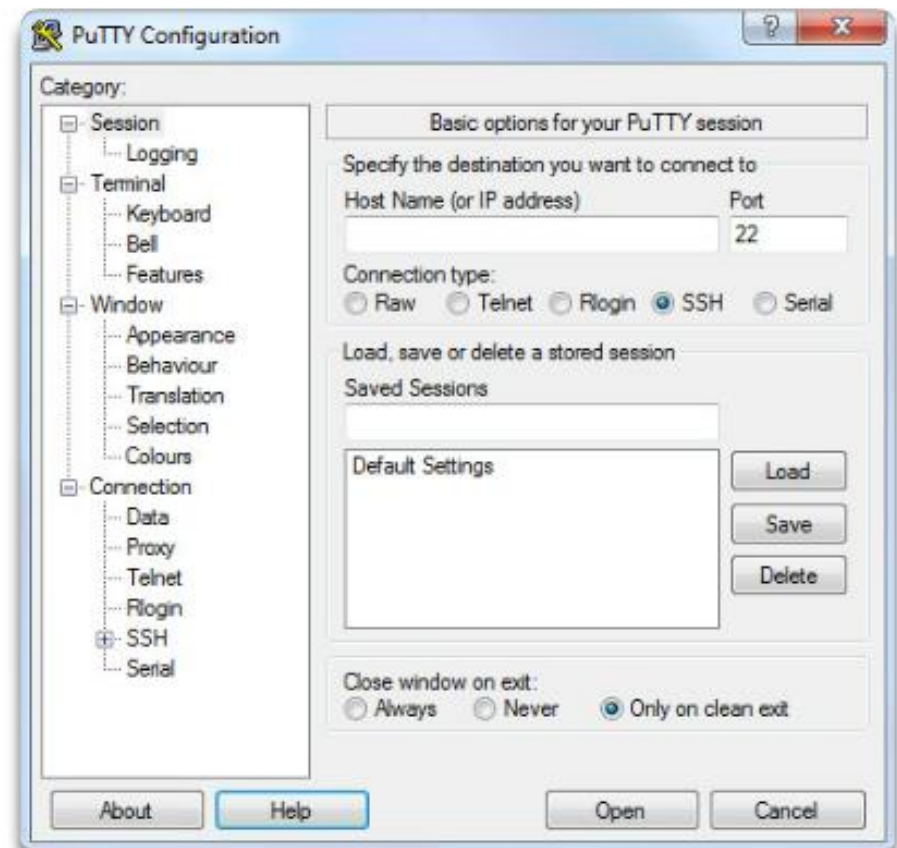 PuTTY Configuration
Category:
Session
Logging
Terminal
Keyboard
Bell
Features
Window
Appearance
Behaviour
Translation
Selection
Colours
Connection
Data
Proxy
Telnet
Rlogin
SSH
Serial
Basic options for your PuTTY session
Specify the destination you want to connect to
Host Name (or IP address) Port
22
Connection type:
Raw Telnet Rlogin SSH Serial
Load, save or delete a stored session
Saved Sessions
Default Settings
Load
Save
Delete
Close window on exit:
Always Never Only on clean exit
About Help Open Cancel